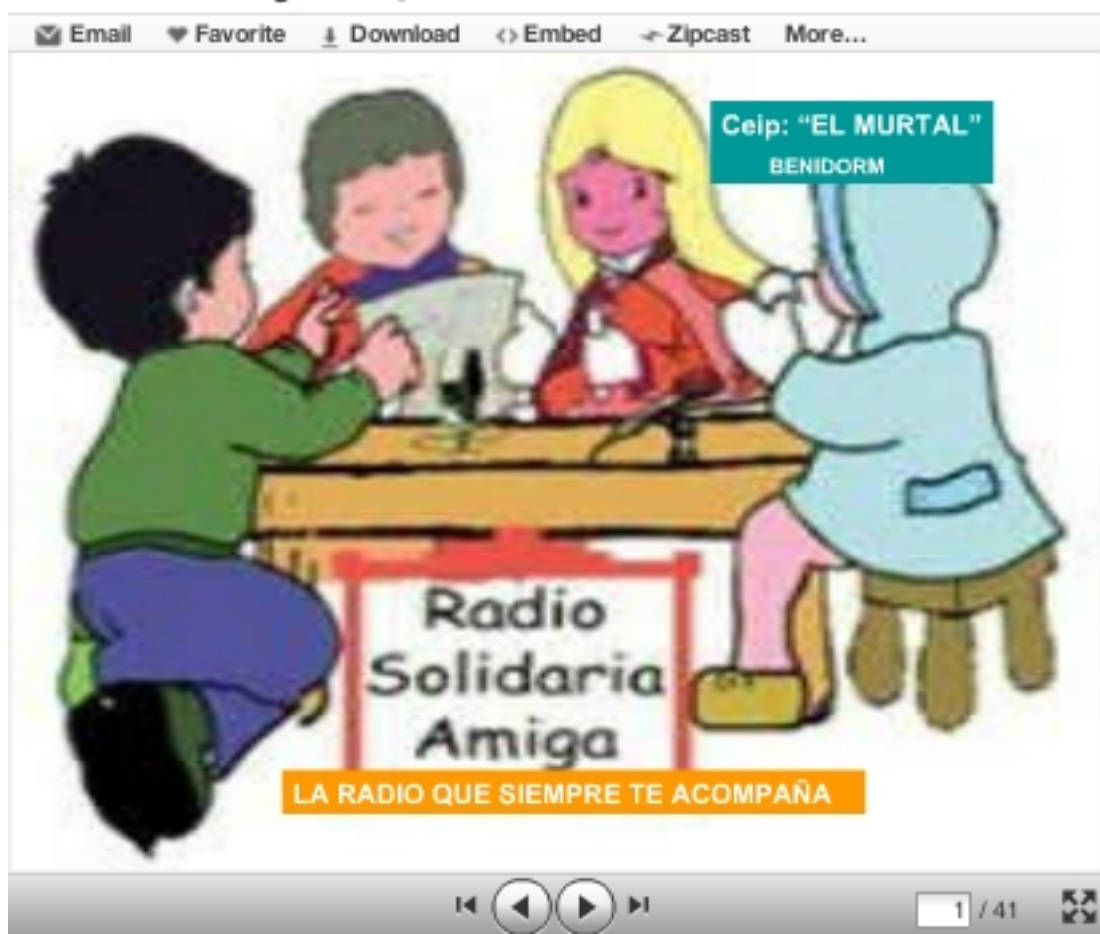 Email Favorite Download Embed Zipcast More...
Ceip: “EL MURTAL”
BENIDORM
Radio
Solidaria
Amiga
LA RADIO QUE SIEMPRE TE ACOMPAÑA
1 / 41